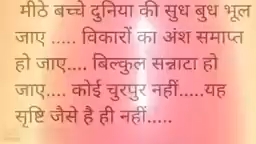 मीठे बच्चे दुनिया की सुध बुध भूल
जाए ..... विकारों का अंश समाप्त
हो जाए.... बिल्कुल सन्नाटा हो
जाए.... कोई चुरपुर नहीं.....यह
सृष्टि जैसे है ही नहीं.....